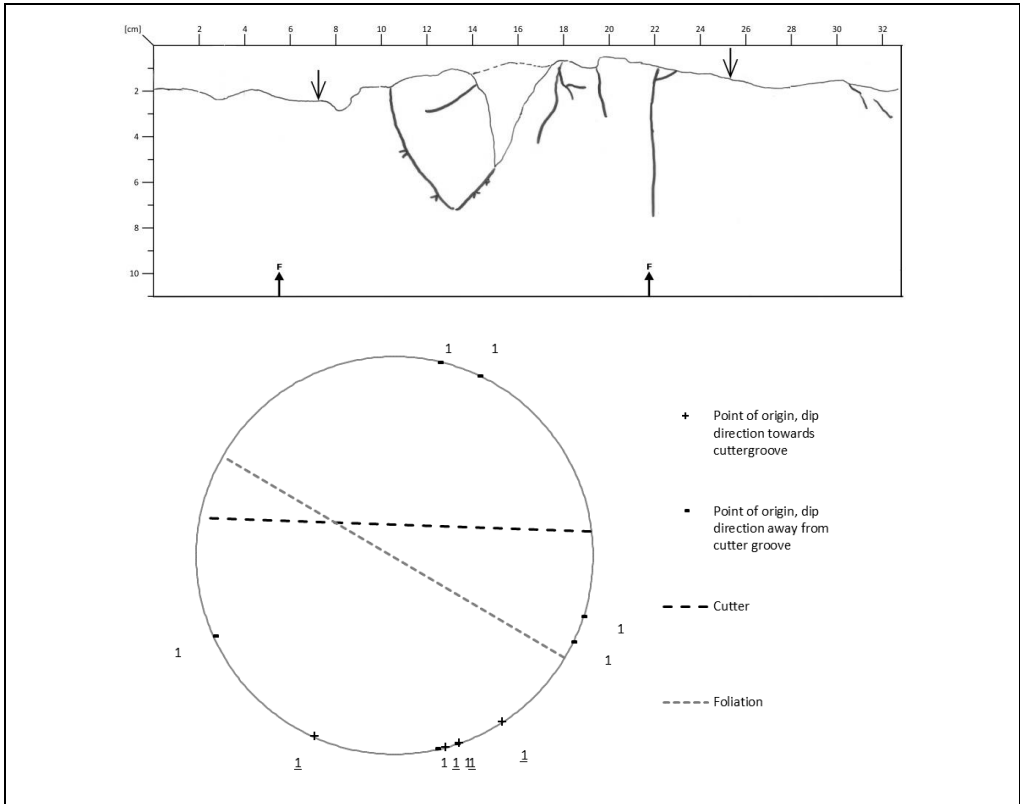 [cm] 2 4 6 8 10 12 14 16 18 20 22 24 26 28 30 32
2
4
6
8
10
F F
1 1
+ Point of origin, dip
direction towards
cuttergroove
- Point of origin, dip
direction away from
cutter groove
Cutter
1
1
1
Foliation
1
1 1 1 11